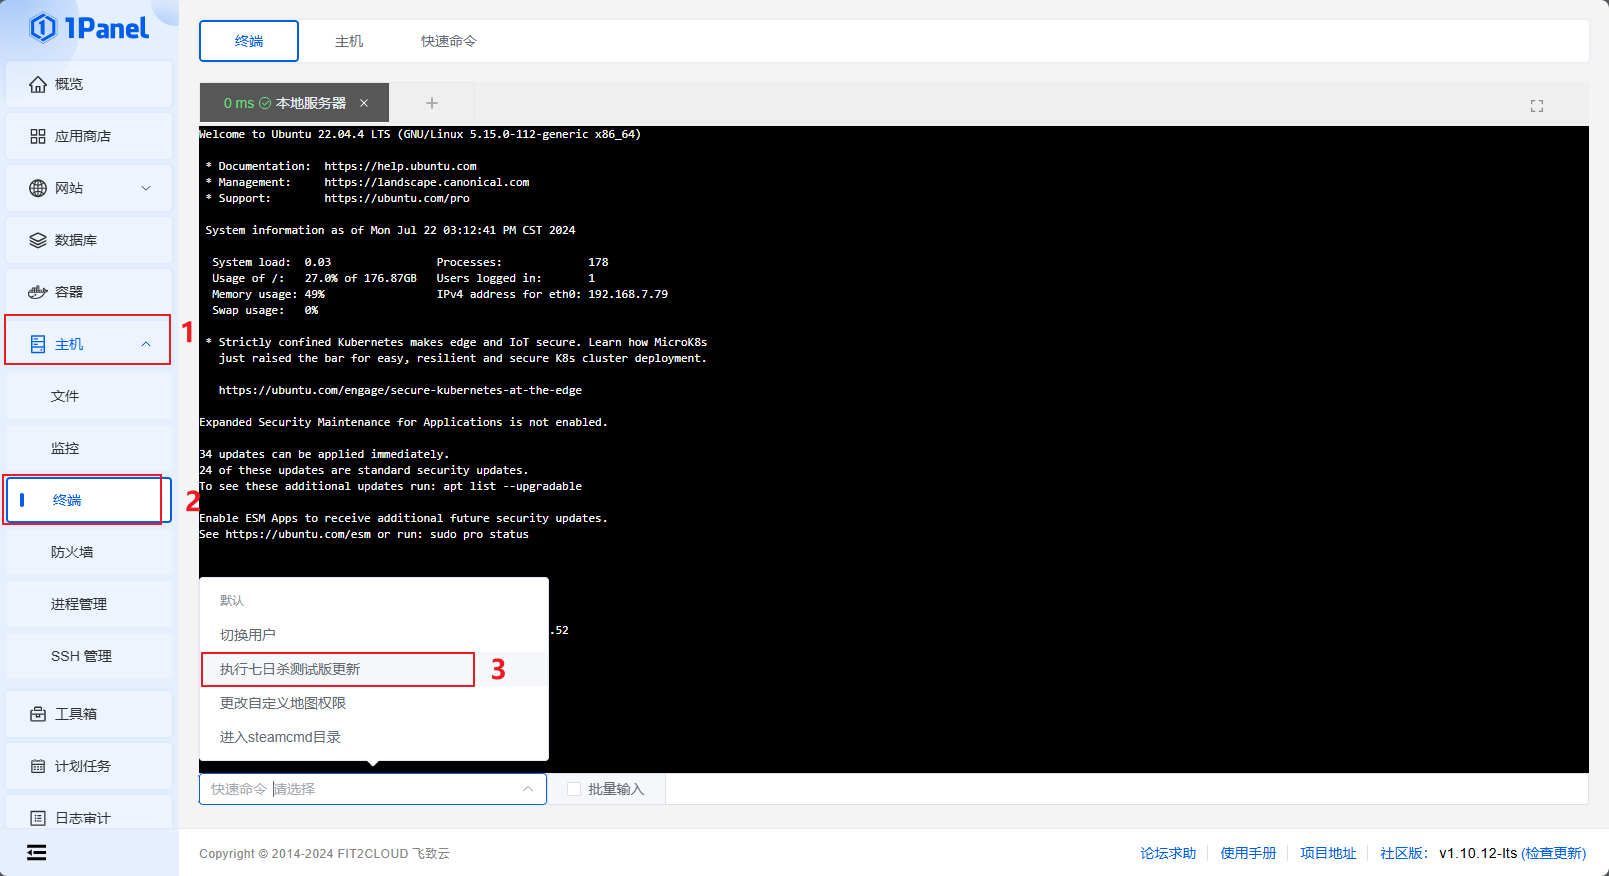 1Panel
概览
应用商店
网站
数据库
容器
主机
1
文件
监控
终端
2
防火墙
进程管理
SSH 管理
工具箱
计划任务
日志审计
终端
主机
快速命令
0 ms 本地服务器 × +
Welcome to Ubuntu 22.04.4 LTS (GNU/Linux 5.15.0-112-generic x86_64)
* Documentation: https://help.ubuntu.com
* Management: https://landscape.canonical.com
* Support: https://ubuntu.com/pro
System information as of Mon Jul 22 03:12:41 PM CST 2024
System load: 0.03 Processes: 178
Usage of /: 27.0% of 176.87GB Users logged in: 1
Memory usage: 49% IPv4 address for eth0: 192.168.7.79
Swap usage: 0%
* Strictly confined Kubernetes makes edge and IoT secure. Learn how MicroK8s
just raised the bar for easy, resilient and secure K8s cluster deployment.
https://ubuntu.com/engage/secure-kubernetes-at-the-edge
Expanded Security Maintenance for Applications is not enabled.
34 updates can be applied immediately.
24 of these updates are standard security updates.
To see these additional updates run: apt list --upgradable
Enable ESM Apps to receive additional future security updates.
See https://ubuntu.com/esm or run: sudo pro status
默认
切换用户
.52
执行七日杀测试版更新
3
更改自定义地图权限
进入steamcmd目录
快速命令 请选择
批量输入
Copyright © 2014-2024 FIT2CLOUD 飞致云
论坛求助 使用手册 项目地址 社区版: v1.10.12-lts (检查更新)